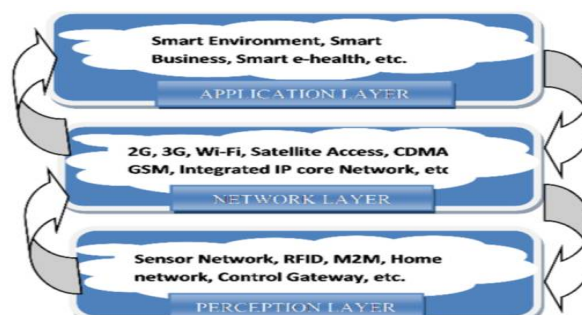 Smart Environment, Smart
Business, Smart e-health, etc.
APPLICATION LAYER
2G, 3G, Wi-Fi, Satellite Access, CDMA
GSM, Integrated IP core Network, etc
NETWORK LAYER
Sensor Network, RFID, M2M, Home
network, Control Gateway, etc.
PERCEPTION LAYER